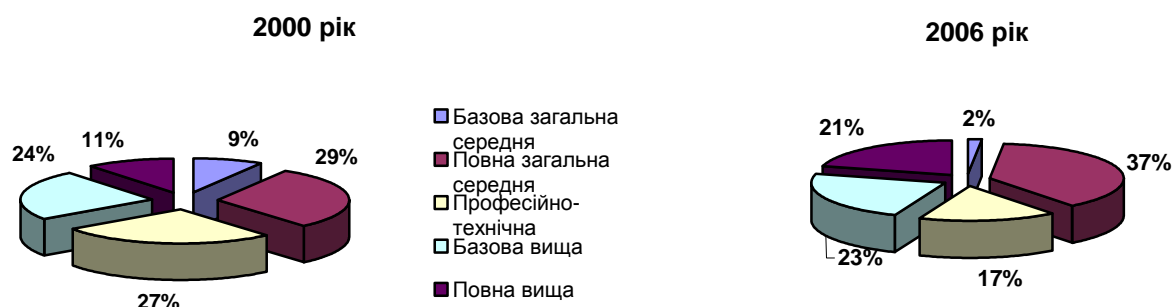 2000 рік
9%
29%
27%
24%
11%
Базова загальна
середня
Повна загальна
середня
Професійно-
технічна
Базова вища
Повна вища
2006 рік
2%
37%
17%
23%
21%